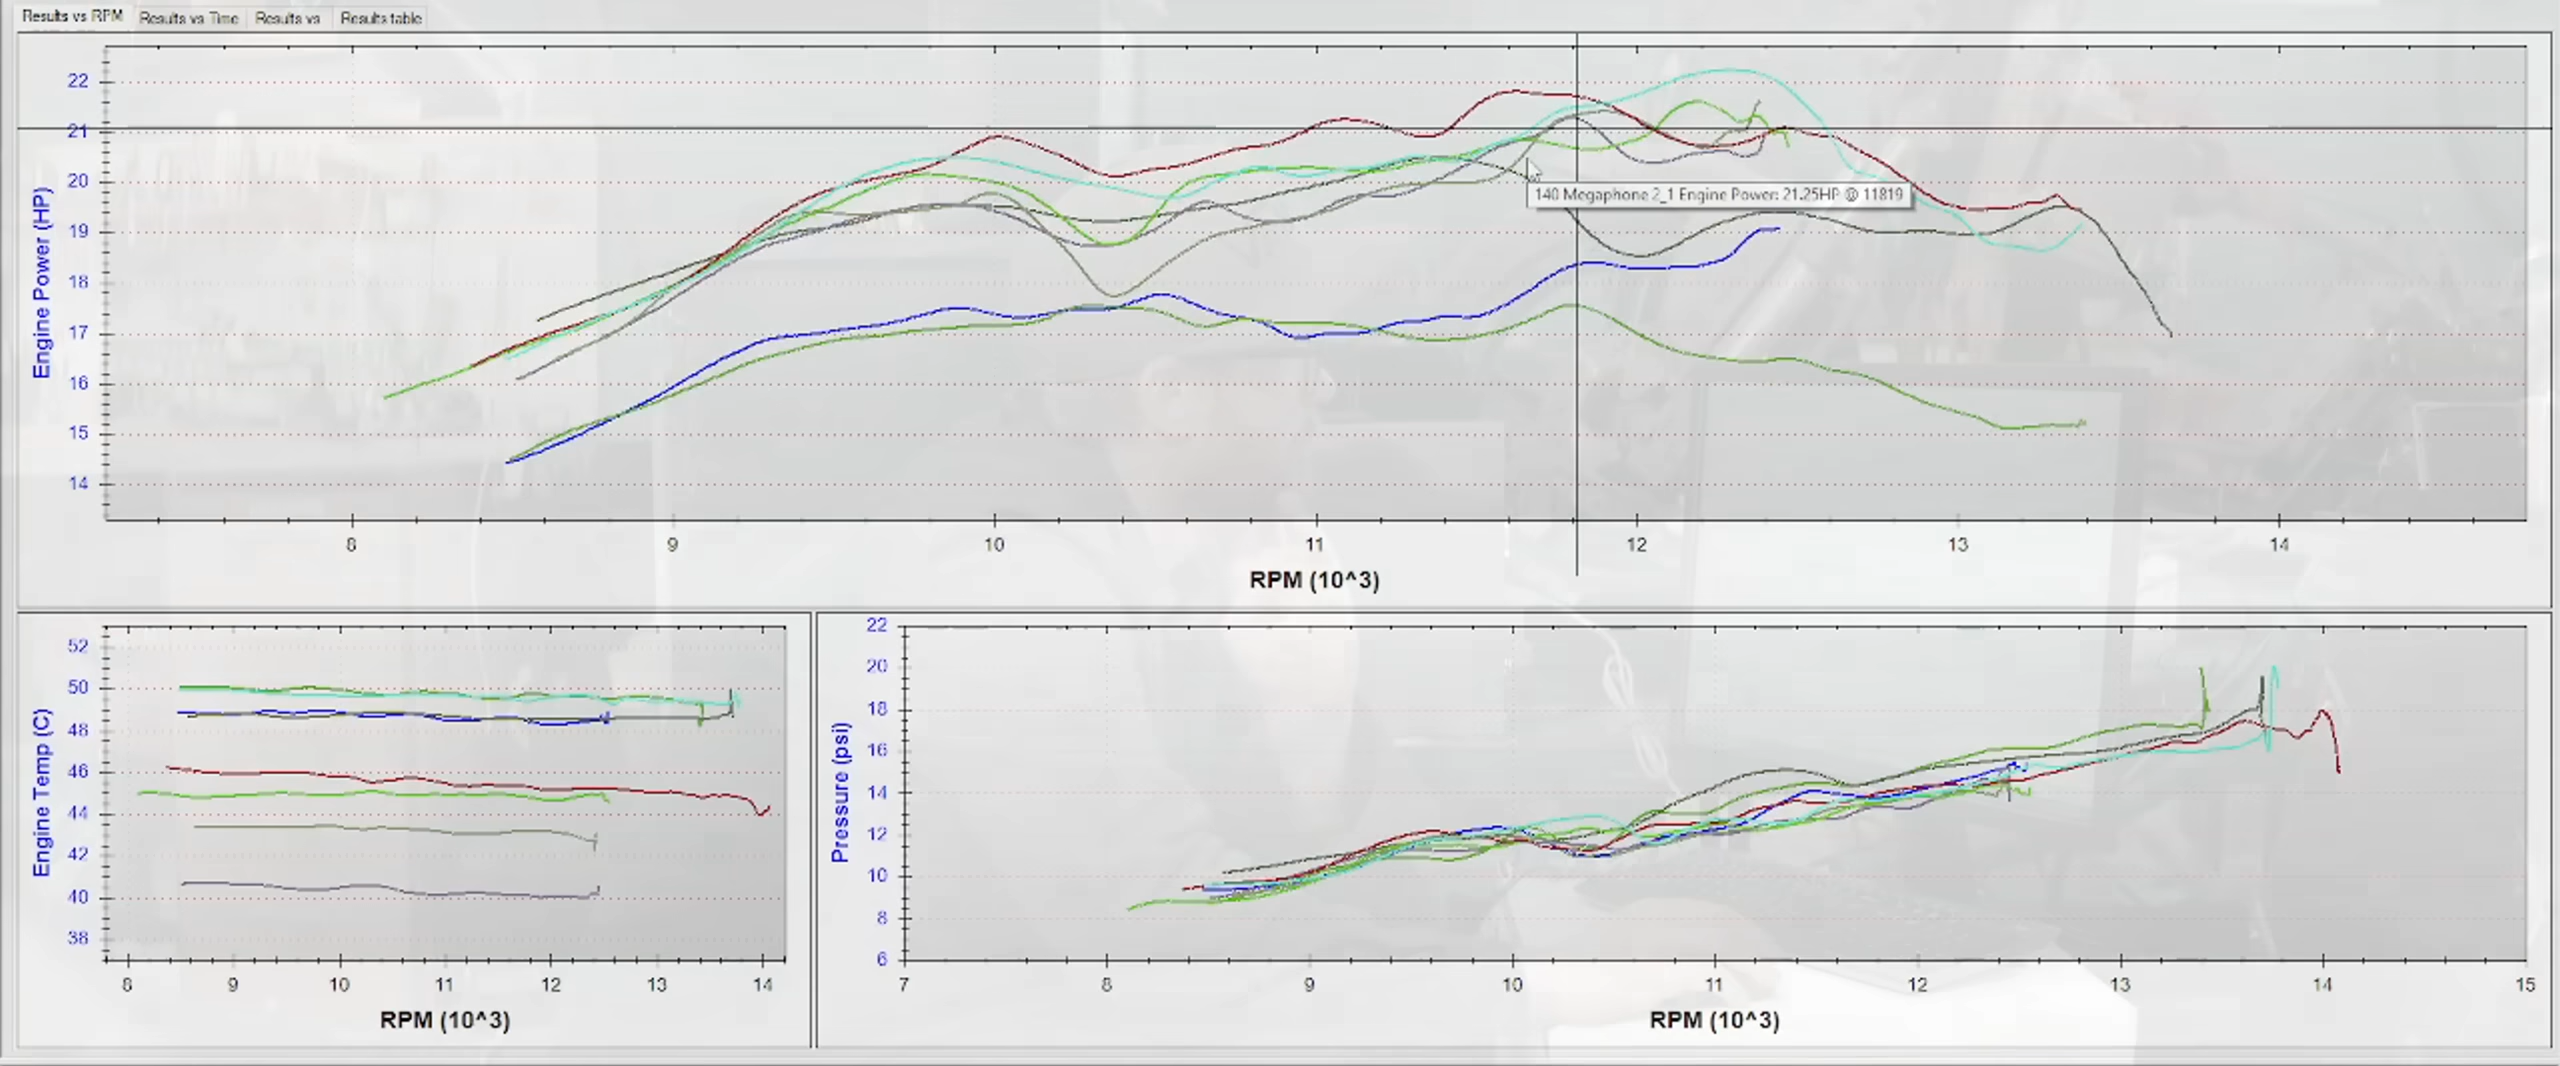 Results vs RPM Results vs Time Results vs Results table
22
21
20
19
18
17
16
15
14
Engine Power (HP)
140 Megaphone 2_1 Engine Power: 21.25HP @ 11819
8 9 10 11 12 13 14
RPM (10^3)
52
50
48
46
44
42
40
38
Engine Temp (C)
8 9 10 11 12 13 14
RPM (10^3)
22
20
18
16
14
12
10
8
6
Pressure (psi)
7 8 9 10 11 12 13 14 15
RPM (10^3)